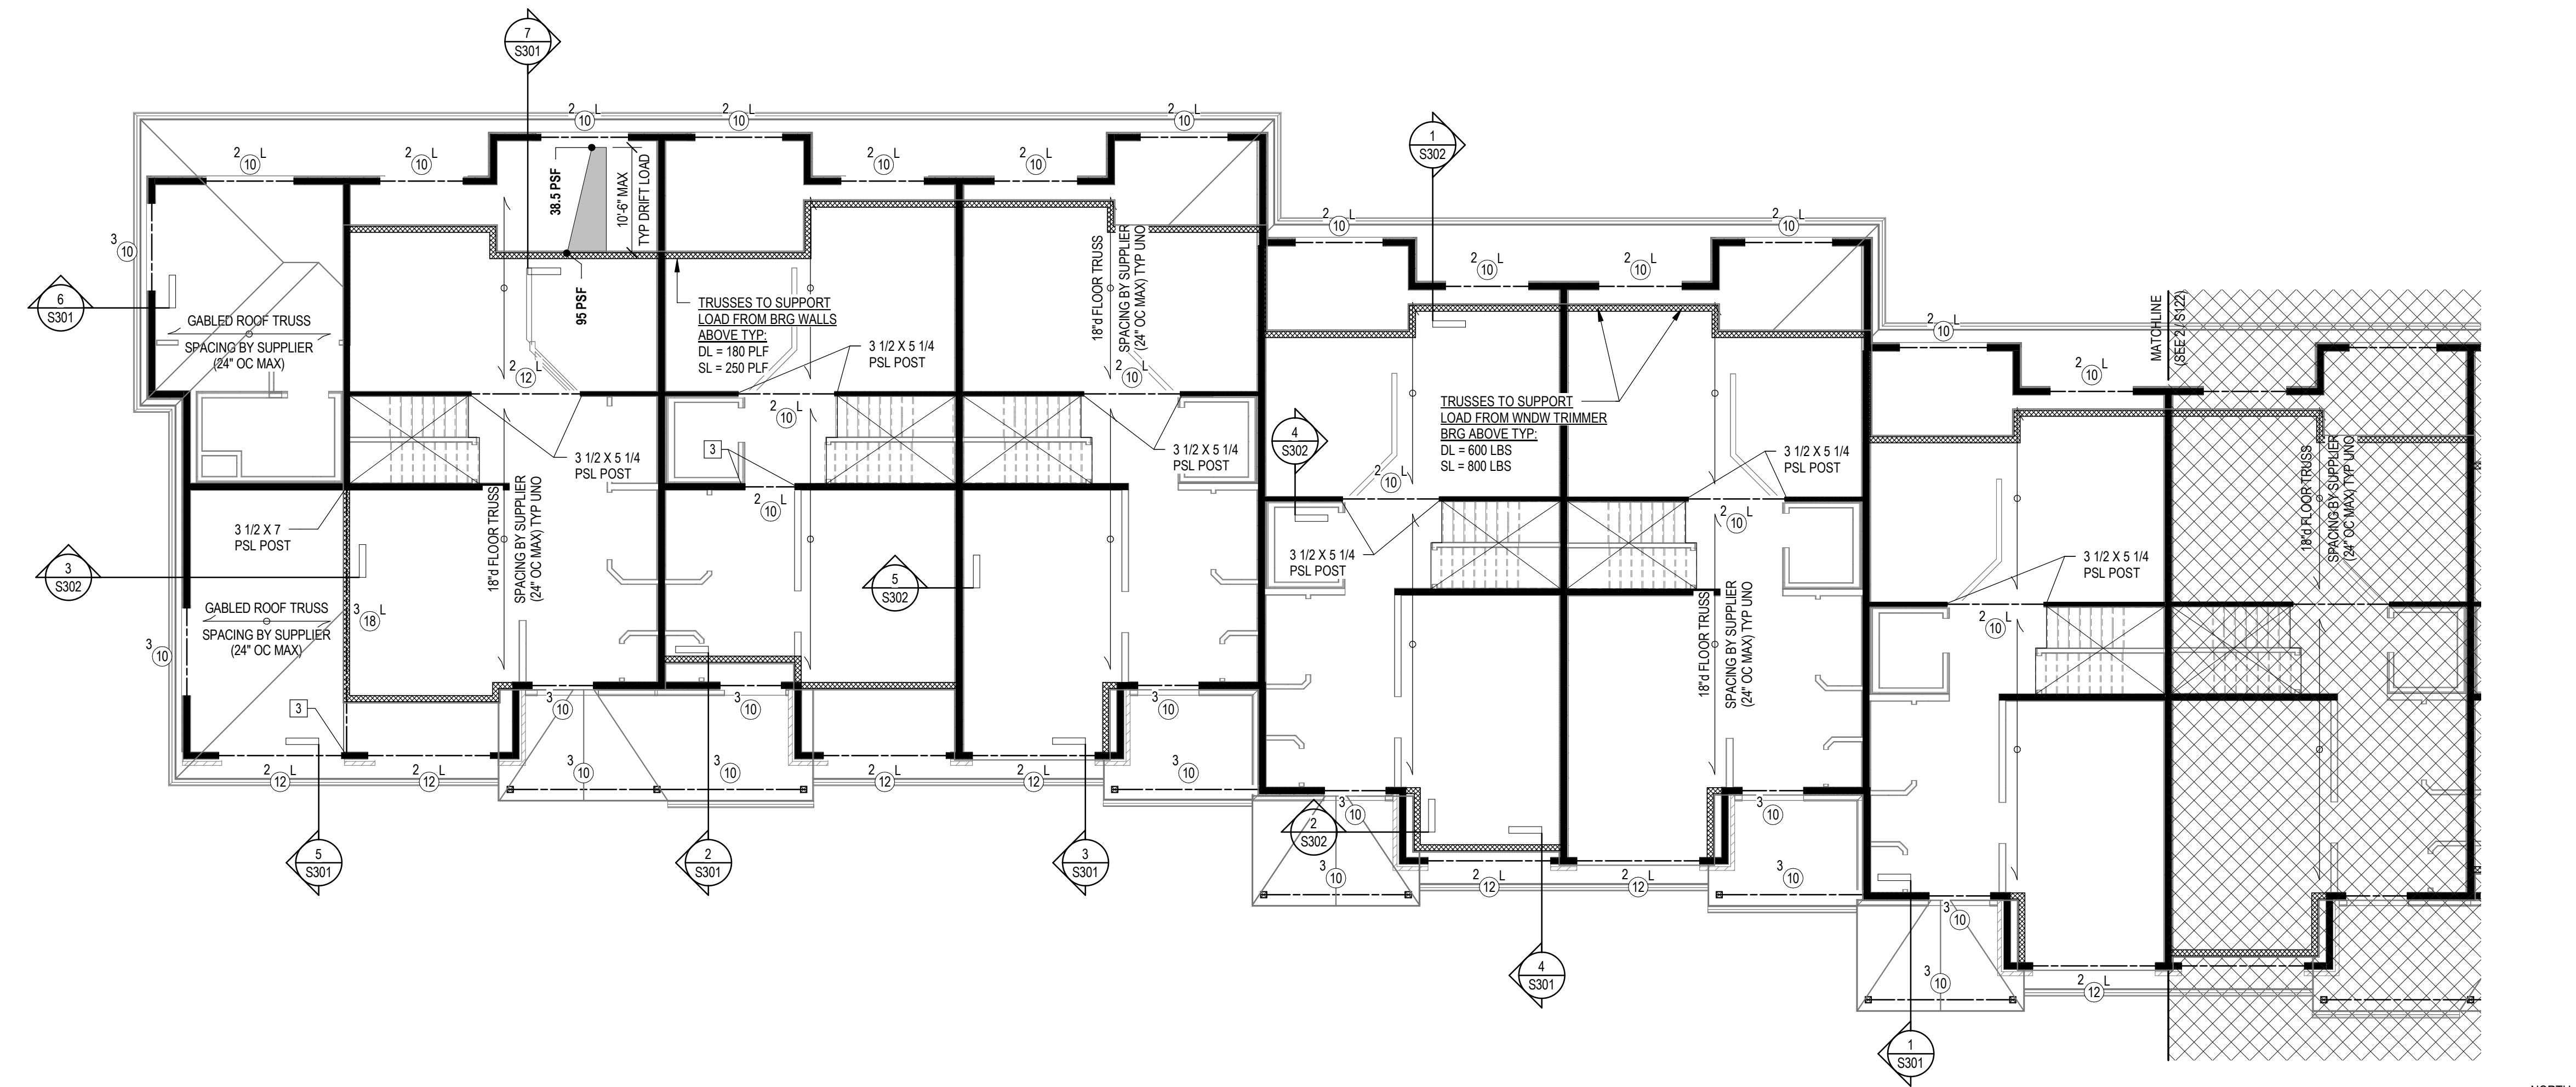 7
S301
2 10 L
2 10 L
2 10 L
2 10 L
2 10 L
2 10 L
2 10 L
2 10 L
38.5 PSF
10'-6" MAX
TYP DRIFT LOAD
95 PSF
1
S302
2 10 L
2 10 L
2 10 L
2 10 L
3 10
6
S301
GABLED ROOF TRUSS
SPACING BY SUPPLIER
(24" OC MAX)
TRUSSES TO SUPPORT
LOAD FROM BRG WALLS
ABOVE TYP:
DL = 180 PLF
SL = 250 PLF
3 1/2 X 5 1/4
PSL POST
18"d FLOOR TRUSS
SPACING BY SUPPLIER
(24" OC MAX) TYP UNO
MATCHLINE
(SEE 2 / S122)
2 10 L
2 10 L
2 12 L
2 10 L
2 10 L
3
3 1/2 X 5 1/4
PSL POST
3 1/2 X 5 1/4
PSL POST
4
S302
TRUSSES TO SUPPORT
LOAD FROM WNDW TRIMMER
BRG ABOVE TYP:
DL = 600 LBS
SL = 800 LBS
3 1/2 X 5 1/4
PSL POST
2 10 L
2 10 L
2 10 L
18"d FLOOR TRUSS
SPACING BY SUPPLIER
(24" OC MAX) TYP UNO
3 1/2 X 7
PSL POST
18"d FLOOR TRUSS
SPACING BY SUPPLIER
(24" OC MAX) TYP UNO
3 1/2 X 5 1/4
PSL POST
3 1/2 X 5 1/4
PSL POST
3
S302
5
S302
GABLED ROOF TRUSS
SPACING BY SUPPLIER
(24" OC MAX)
3 18 L
3 10
18"d FLOOR TRUSS
SPACING BY SUPPLIER
(24" OC MAX) TYP UNO
2 10 L
3
3 10
3 10
3 10
2 12 L
2 12 L
3 10
3 10
2 12 L
2 12 L
3 10
3 10
3 10
2
S302
5
S301
2
S301
3
S301
3 10
2 12 L
2 12 L
3 10
4
S301
3 10
3 10
2 12 L
1
S301